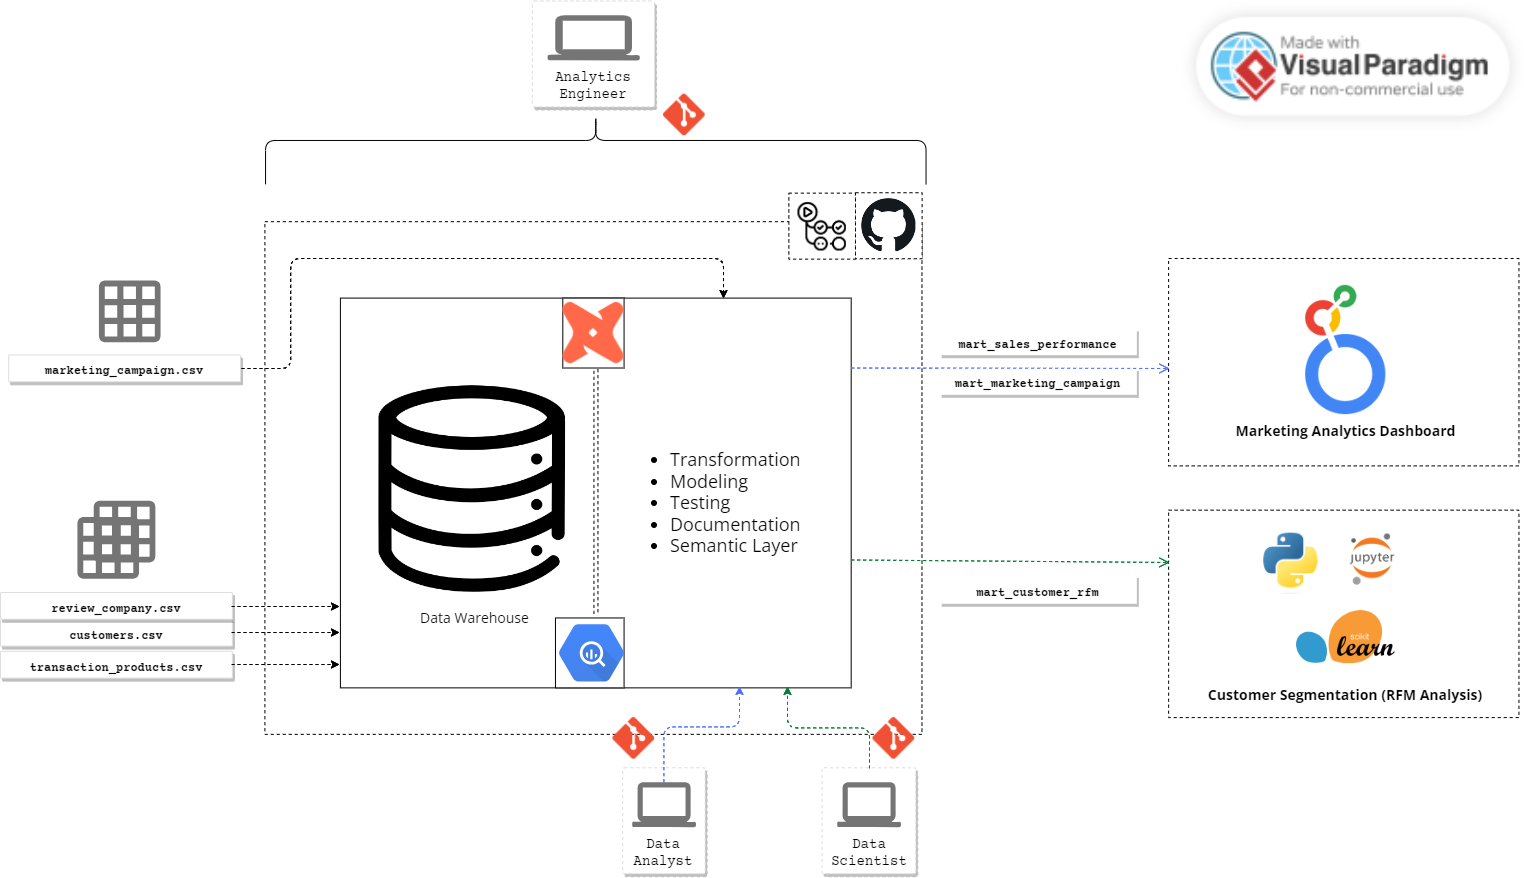 Analytics
Engineer
Made with
Visual Paradigm
For non-commercial use
marketing_campaign.csv
review_company.csv
customers.csv
transaction_products.csv
Data Warehouse
Transformation
Modeling
Testing
Documentation
Semantic Layer
mart_sales_performance
mart_marketing_campaign
mart_customer_rfm
Marketing Analytics Dashboard
jupyter
scikit
learn
Customer Segmentation (RFM Analysis)
Data
Analyst
Data
Scientist